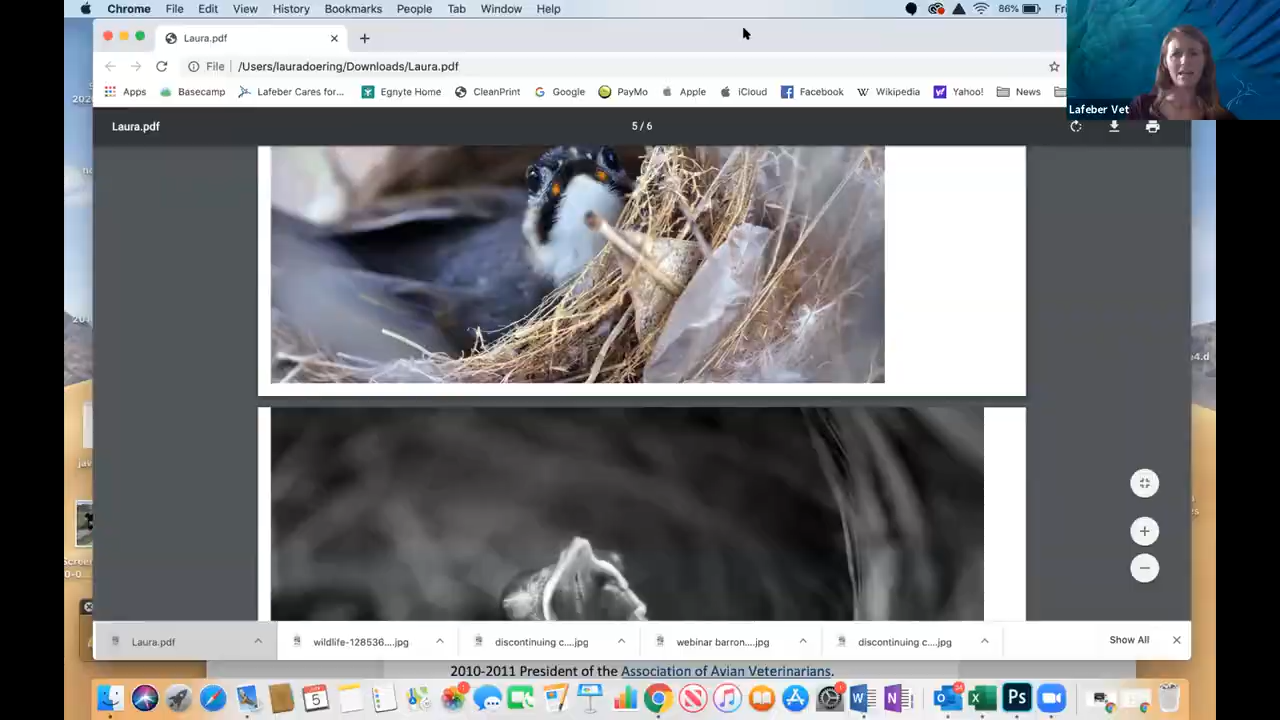 Chrome File Edit View History Bookmarks People Tab Window Help 86% Fri
Laura.pdf
File /Users/lauradoering/Downloads/Laura.pdf
Apps Basecamp Lafeber Cares for... Egnyte Home CleanPrint Google PayMo Apple iCloud Facebook Wikipedia Yahoo! News
Lafeber Vet
Laura.pdf 5 / 6
Laura.pdf wildlife-128536....jpg discontinuing c....jpg webinar barron....jpg discontinuing c....jpg Show All
2010-2011 President of the Association of Avian Veterinarians.
5